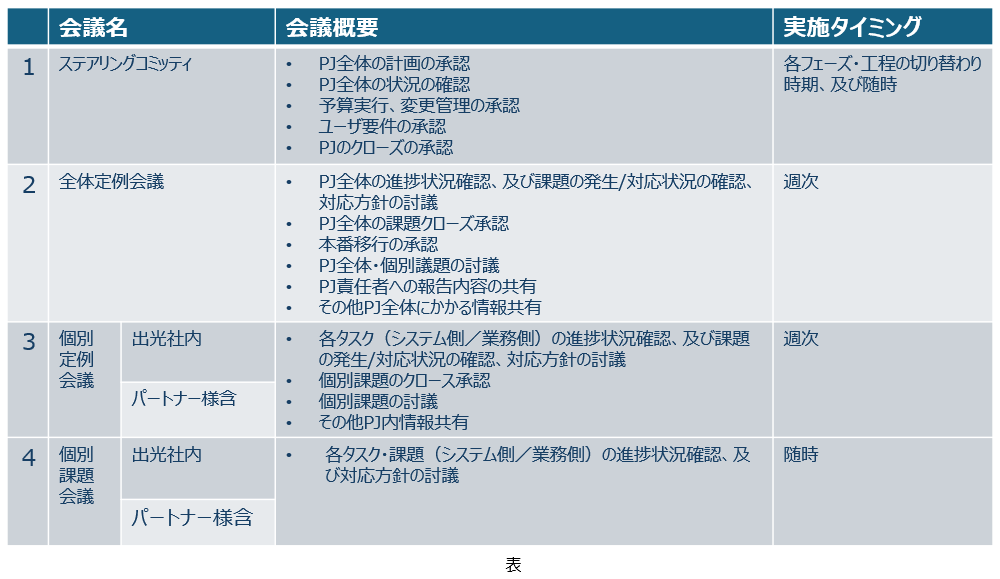 会議名 会議概要 実施タイミング
1 ステアリングコミッティ • PJ全体の計画の承認 各フェーズ・工程の切り替わり
• PJ全体の状況の確認 時期、及び随時
• 予算実行、変更管理の承認
• ユーザ要件の承認
• PJのクローズの承認
2 全体定例会議 • PJ全体の進捗状況確認、及び課題の発生/対応状況の確認、 週次
対応方針の討議
• PJ全体の課題クローズ承認
• 本番移行の承認
• PJ全体・個別議題の討議
• PJ責任者への報告内容の共有
• その他PJ全体にかかる情報共有
3 個別 出光社内 • 各タスク（システム側／業務側）の進捗状況確認、及び課題 週次
定例 の発生/対応状況の確認、対応方針の討議
会議 • 個別課題のクロース承認
パートナー様含 • 個別課題の討議
• その他PJ内情報共有
4 個別 出光社内 • 各タスク・課題（システム側／業務側）の進捗状況確認、及 随時
課題 び対応方針の討議
会議
パートナー様含
表